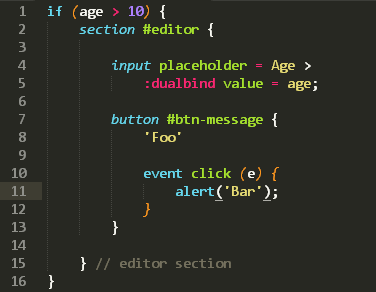 1 if (age > 10) {
2     section #editor {
3
4         input placeholder = Age >
5             :dualbind value = age;
6
7         button #btn-message {
8             'Foo'
9
10             event click (e) {
11                 alert('Bar');
12             }
13         }
14
15     } // editor section
16 }